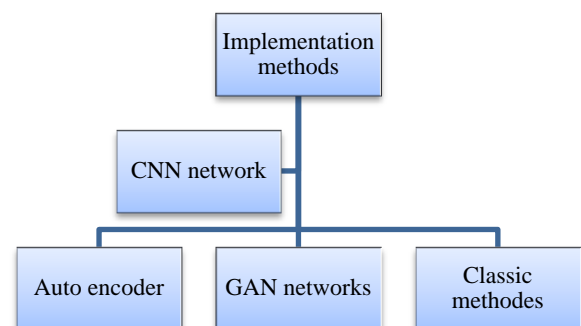 Implementation
methods
CNN network
Auto encoder
GAN networks
Classic
methodes